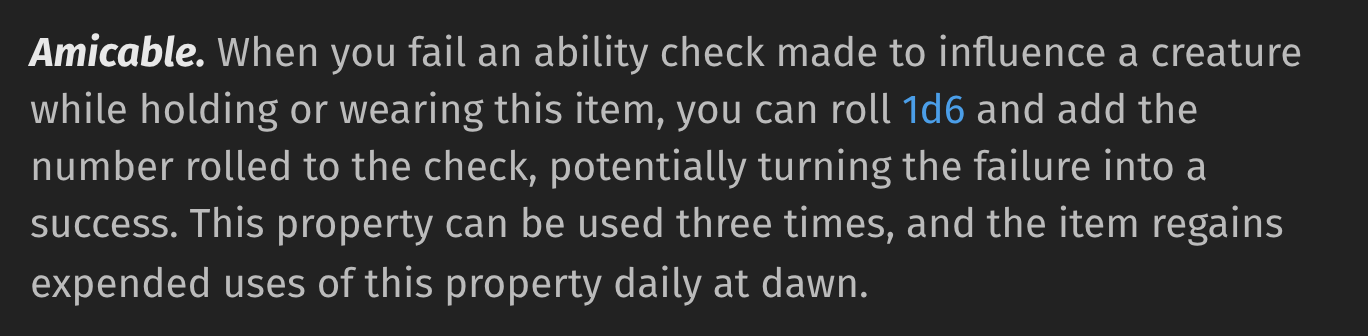 Amicable. When you fail an ability check made to influence a creature
while holding or wearing this item, you can roll 1d6 and add the
number rolled to the check, potentially turning the failure into a
success. This property can be used three times, and the item regains
expended uses of this property daily at dawn.